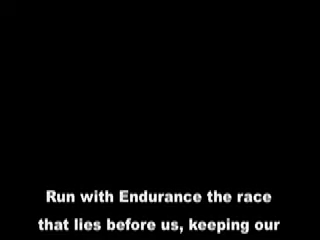 Run with Endurance the race
that lies before us, keeping our